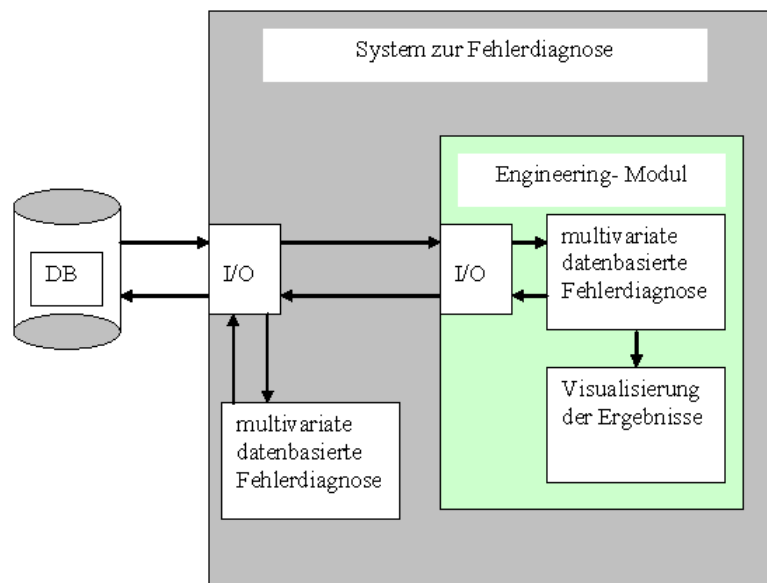 System zur Fehlerdiagnose
Engineering- Modul
DB
I/O
I/O
multivariate
datenbasierte
Fehlerdiagnose
Visualisierung
der Ergebnisse
multivariate
datenbasierte
Fehlerdiagnose